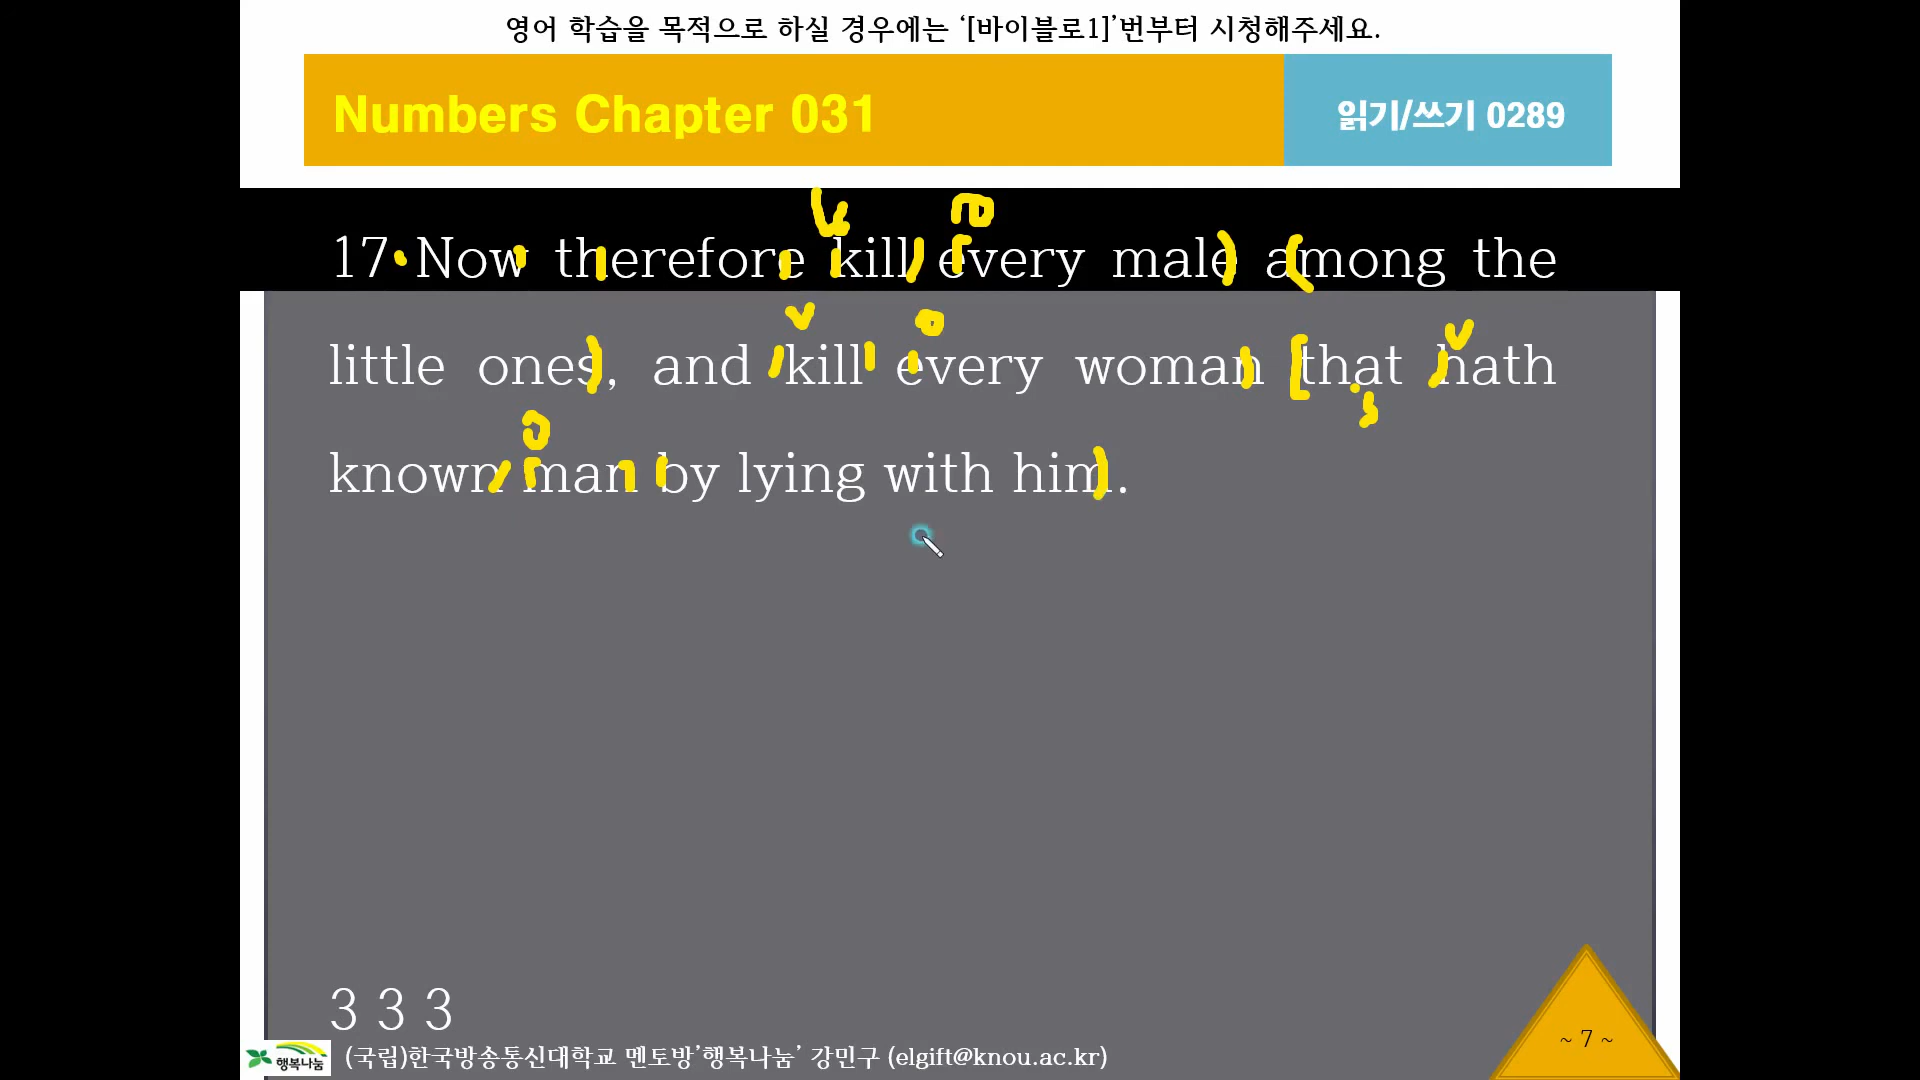 영어 학습을 목적으로 하실 경우에는 ‘[바이블로1]’번부터 시청해주세요.
Numbers Chapter 031
읽기/쓰기 0289
17 Now therefore kill every male among the
little ones, and kill every woman that hath
known man by lying with him.
3 3 3
행복나눔
(국립)한국방송통신대학교 멘토방’행복나눔’ 강민구 (elgift@knou.ac.kr)
~ 7 ~